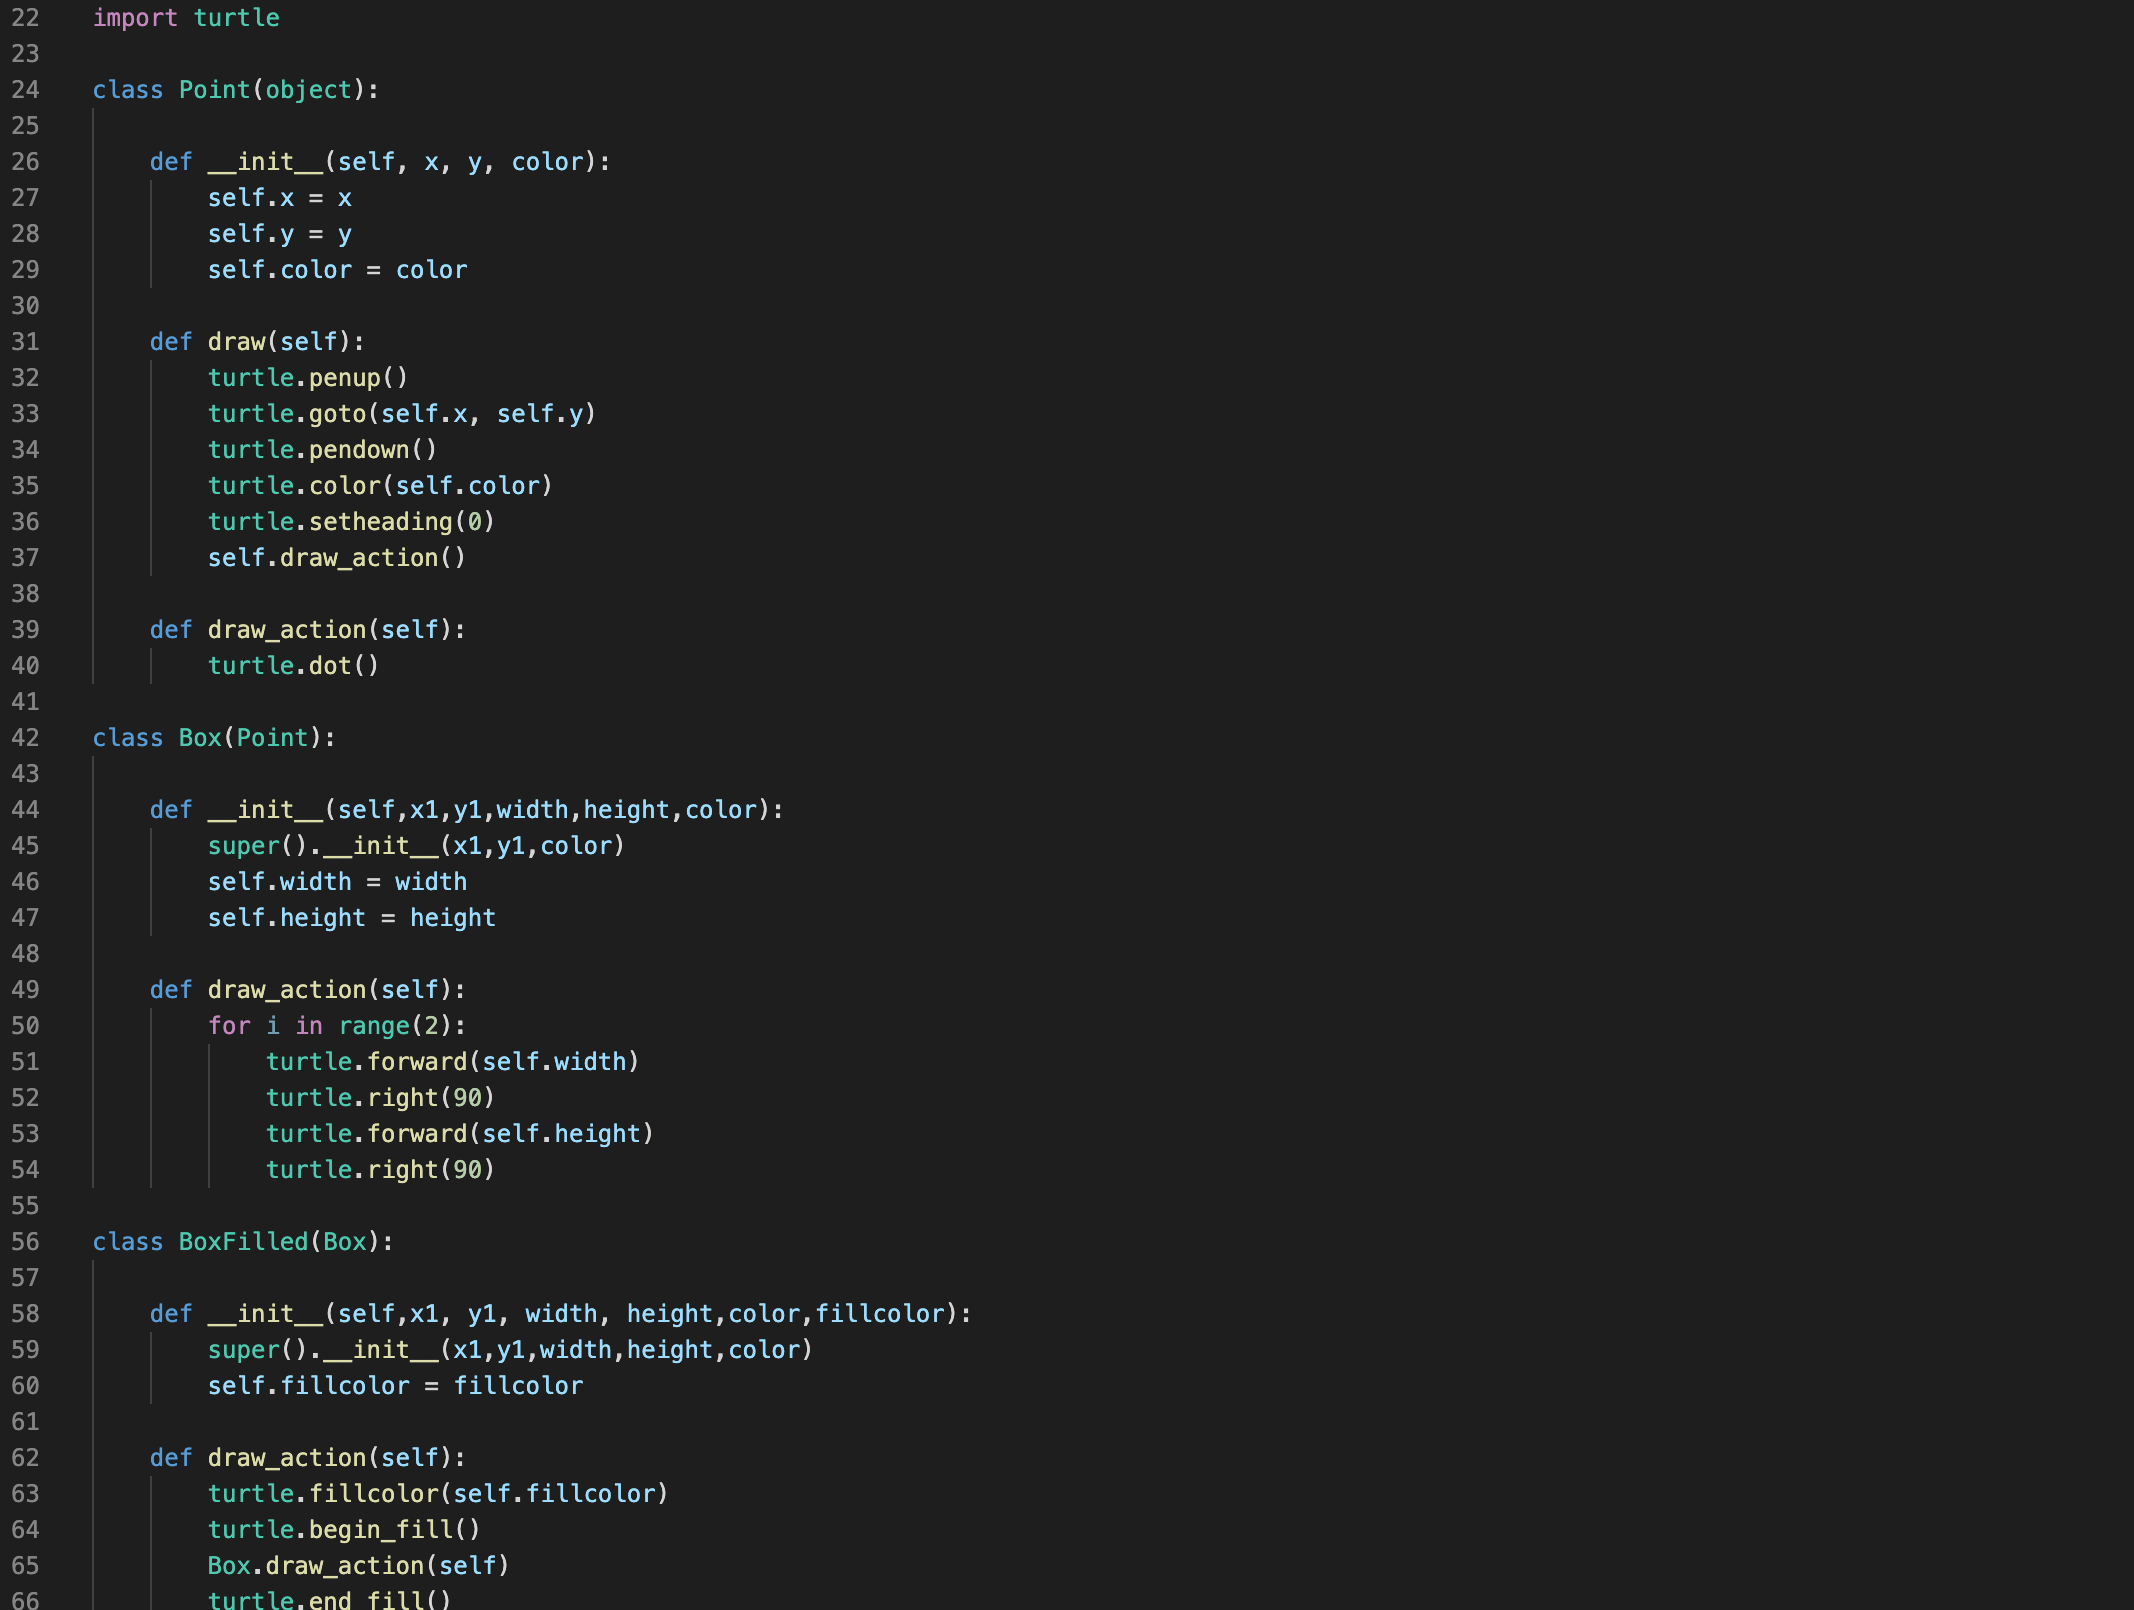 22 import turtle
23
24 class Point(object):
25
26     def __init__(self, x, y, color):
27         self.x = x
28         self.y = y
29         self.color = color
30
31     def draw(self):
32         turtle.penup()
33         turtle.goto(self.x, self.y)
34         turtle.pendown()
35         turtle.color(self.color)
36         turtle.setheading(0)
37         self.draw_action()
38
39     def draw_action(self):
40         turtle.dot()
41
42 class Box(Point):
43
44     def __init__(self,x1,y1,width,height,color):
45         super().__init__(x1,y1,color)
46         self.width = width
47         self.height = height
48
49     def draw_action(self):
50         for i in range(2):
51             turtle.forward(self.width)
52             turtle.right(90)
53             turtle.forward(self.height)
54             turtle.right(90)
55
56 class BoxFilled(Box):
57
58     def __init__(self,x1, y1, width, height,color,fillcolor):
59         super().__init__(x1,y1,width,height,color)
60         self.fillcolor = fillcolor
61
62     def draw_action(self):
63         turtle.fillcolor(self.fillcolor)
64         turtle.begin_fill()
65         Box.draw_action(self)
66         turtle.end_fill()